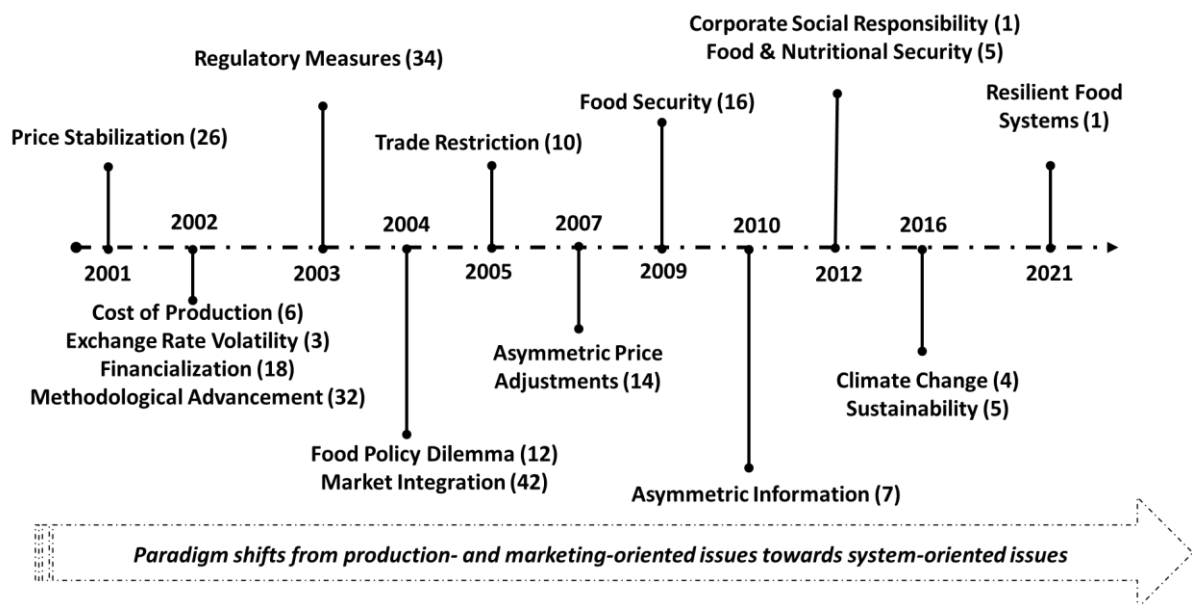 Corporate Social Responsibility (1)
Food & Nutritional Security (5)
Regulatory Measures (34)
Food Security (16)
Resilient Food
Systems (1)
Price Stabilization (26)
Trade Restriction (10)
2002
2004
2007
2010
2016
2001
2003
2005
2009
2012
2021
Cost of Production (6)
Exchange Rate Volatility (3)
Financialization (18)
Methodological Advancement (32)
Asymmetric Price
Adjustments (14)
Climate Change (4)
Sustainability (5)
Food Policy Dilemma (12)
Market Integration (42)
Asymmetric Information (7)
Paradigm shifts from production- and marketing-oriented issues towards system-oriented issues